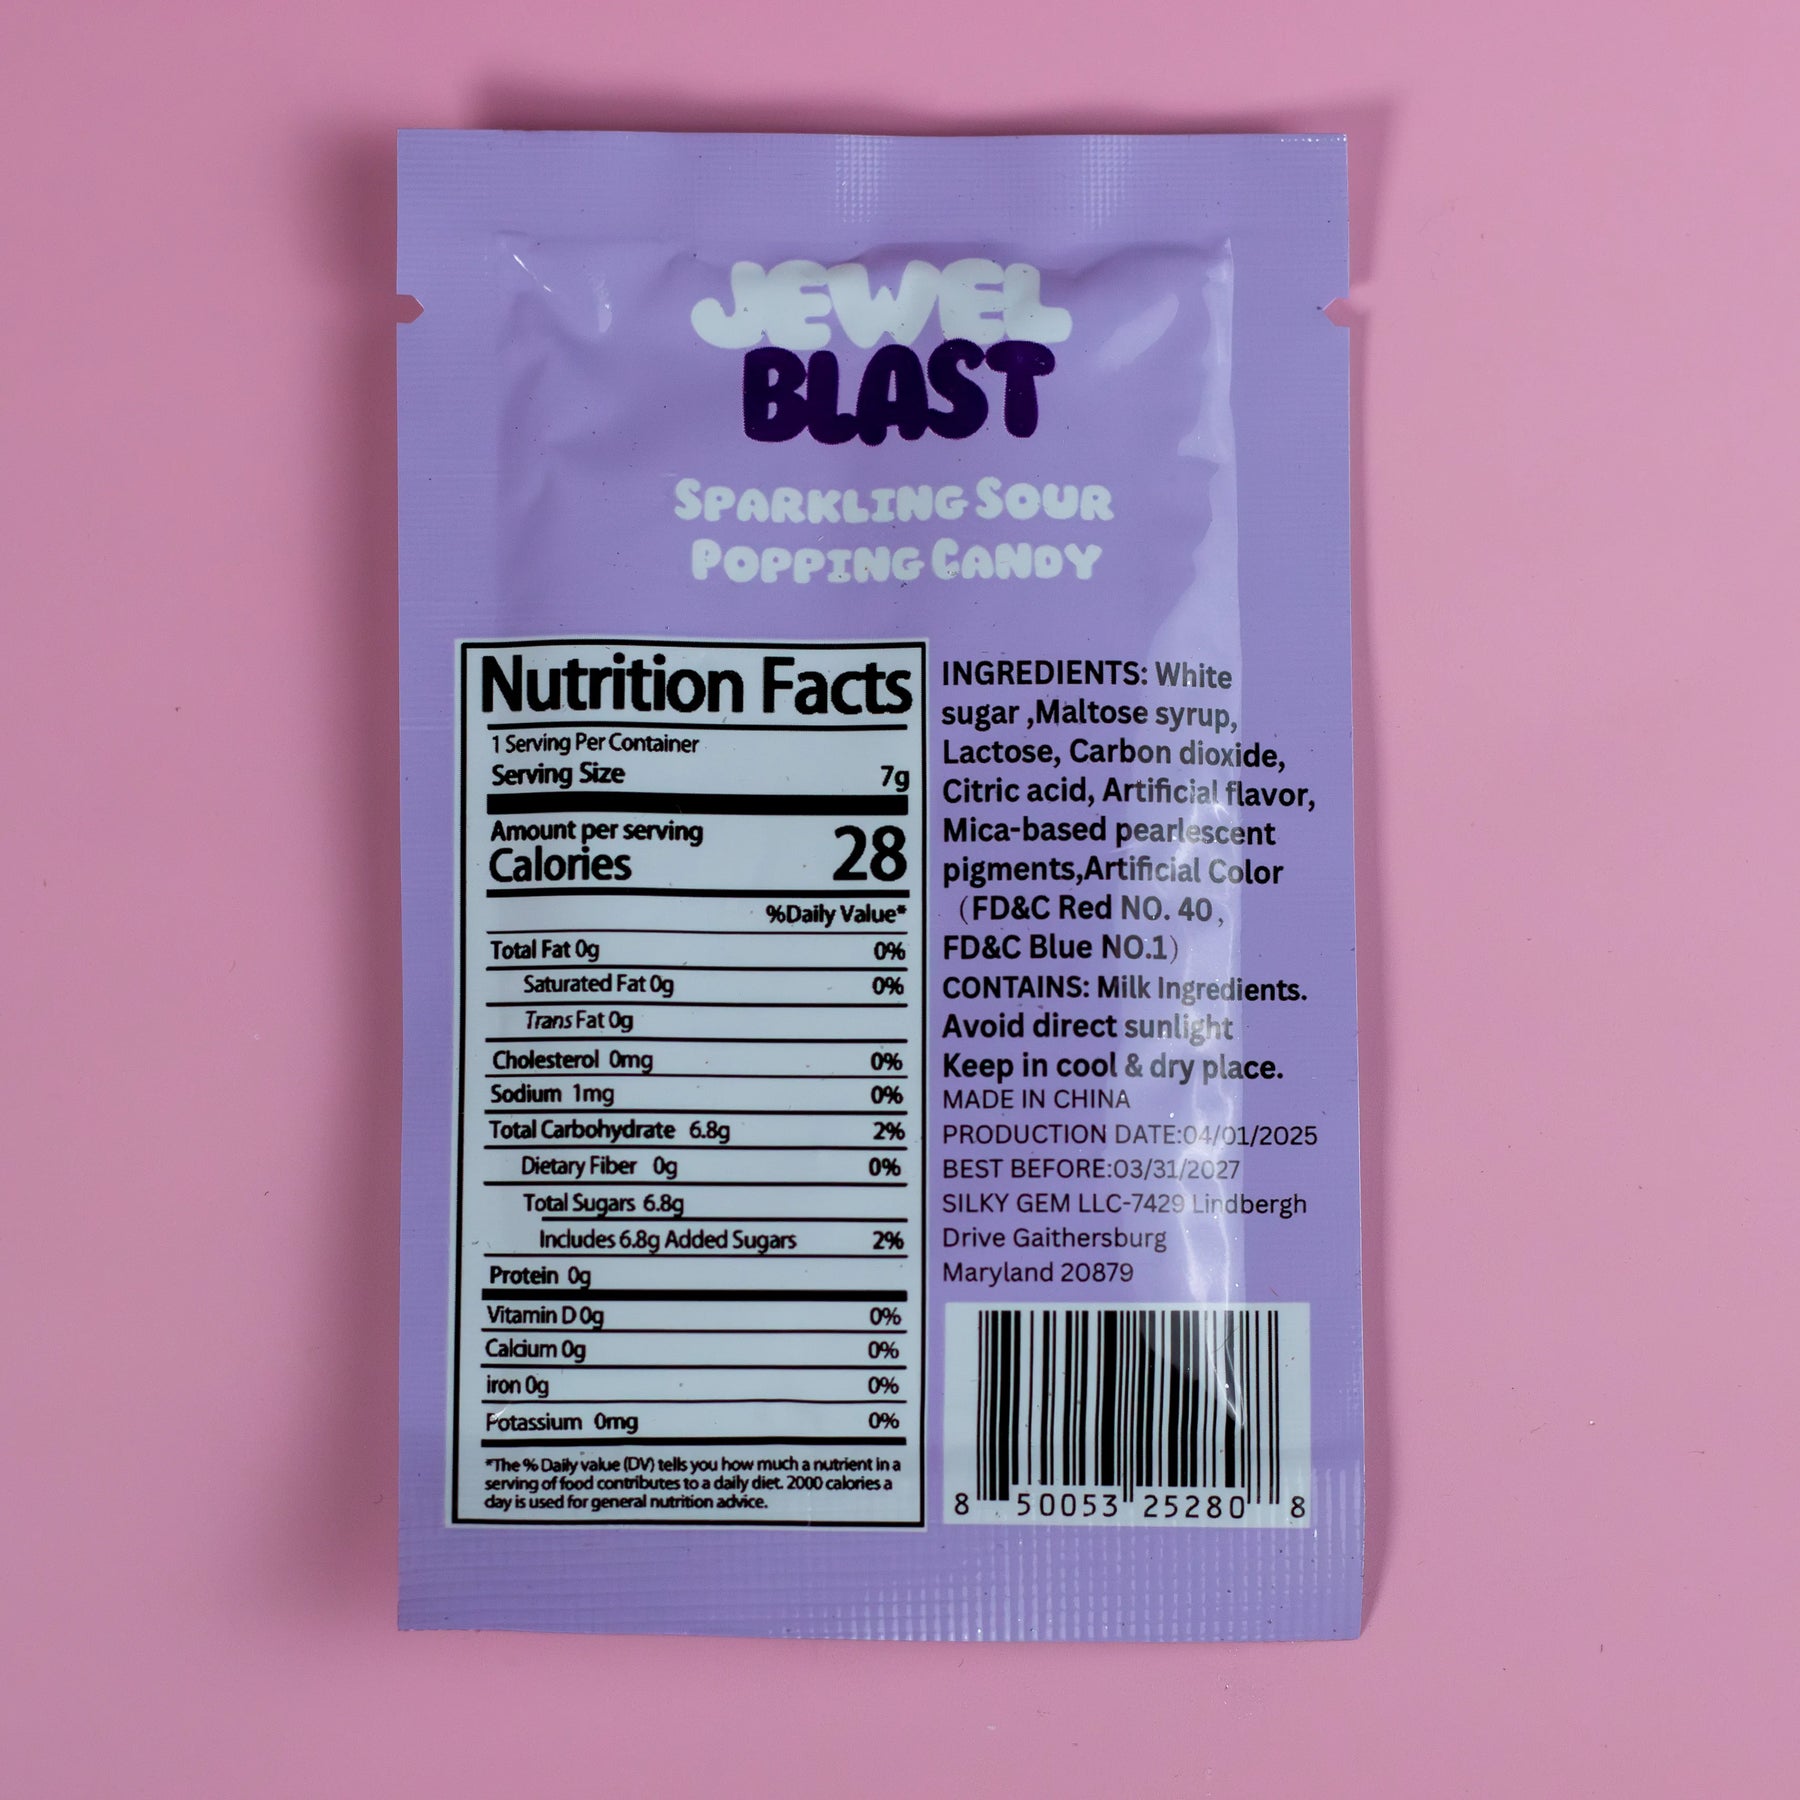 JEWEL
BLAST
SPARKLING SOUR
POPPING CANDY
Nutrition Facts
1 Serving Per Container
Serving Size 7g
Amount per serving
Calories 28
%Daily Value*
Total Fat 0g 0%
Saturated Fat 0g 0%
Trans Fat 0g
Cholesterol 0mg 0%
Sodium 1mg 0%
Total Carbohydrate 6.8g 2%
Dietary Fiber 0g 0%
Total Sugars 6.8g
Includes 6.8g Added Sugars 2%
Protein 0g
Vitamin D 0g 0%
Calcium 0g 0%
iron 0g 0%
Potassium 0mg 0%
*The % Daily value (DV) tells you how much a nutrient in a
serving of food contributes to a daily diet. 2000 calories a
day is used for general nutrition advice.
INGREDIENTS: White
sugar ,Maltose syrup,
Lactose, Carbon dioxide,
Citric acid, Artificial flavor,
Mica-based pearlescent
pigments,Artificial Color
（FD&C Red NO. 40，
FD&C Blue NO.1）
CONTAINS: Milk Ingredients.
Avoid direct sunlight
Keep in cool & dry place.
MADE IN CHINA
PRODUCTION DATE:04/01/2025
BEST BEFORE:03/31/2027
SILKY GEM LLC-7429 Lindbergh
Drive Gaithersburg
Maryland 20879
8 50053 25280 8